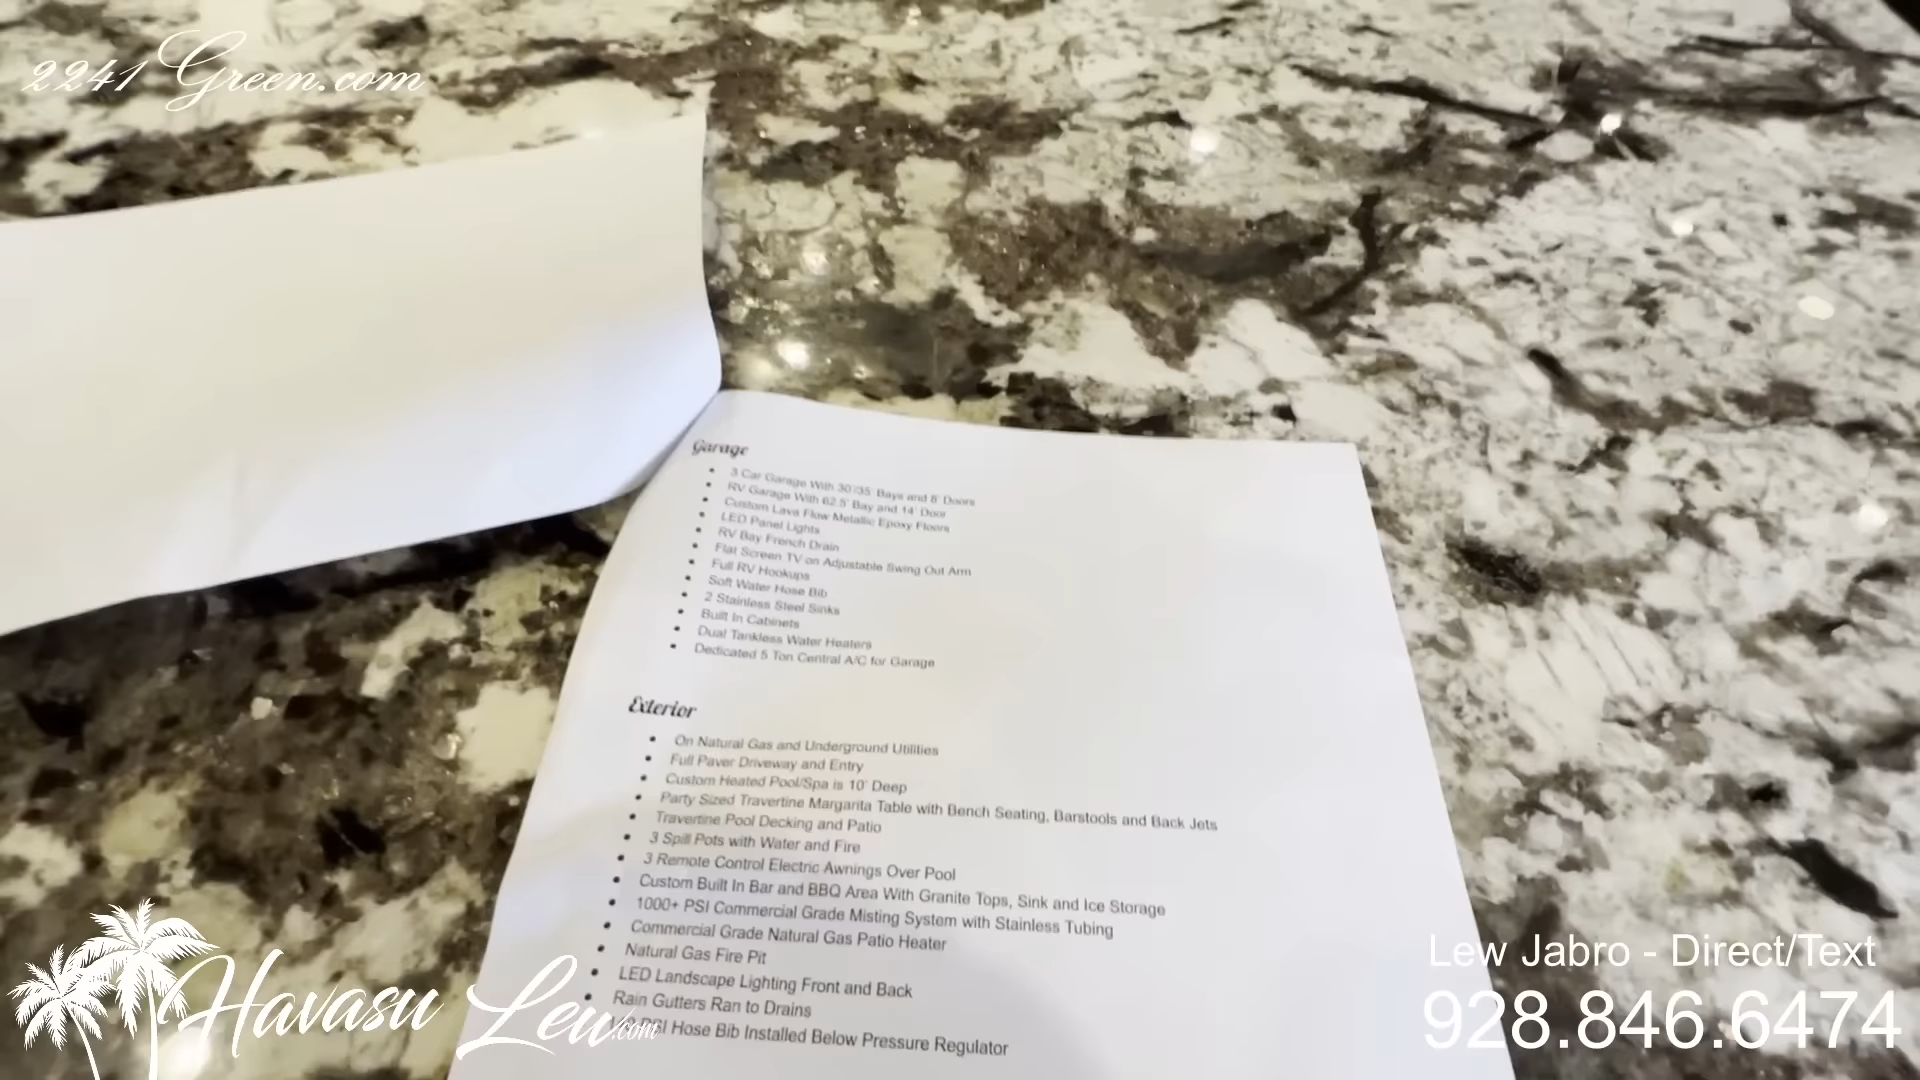 2241 Green.com
Garage
• 3 Car Garage With 30'/35' Bays and 8' Doors
• RV Garage With 62.5' Bay and 14' Door
• Custom Lava Flow Metallic Epoxy Floors
• LED Panel Lights
• RV Bay French Drain
• Flat Screen TV on Adjustable Swing Out Arm
• Full RV Hookups
• Soft Water Hose Bib
• 2 Stainless Steel Sinks
• Built In Cabinets
• Dual Tankless Water Heaters
• Dedicated 5 Ton Central A/C for Garage
Exterior
• On Natural Gas and Underground Utilities
• Full Paver Driveway and Entry
• Custom Heated Pool/Spa is 10' Deep
• Party Sized Travertine Margarita Table with Bench Seating, Barstools and Back Jets
• Travertine Pool Decking and Patio
• 3 Spill Pots with Water and Fire
• 3 Remote Control Electric Awnings Over Pool
• Custom Built In Bar and BBQ Area With Granite Tops, Sink and Ice Storage
• 1000+ PSI Commercial Grade Misting System with Stainless Tubing
• Commercial Grade Natural Gas Patio Heater
• Natural Gas Fire Pit
• LED Landscape Lighting Front and Back
• Rain Gutters Ran to Drains
PSI Hose Bib Installed Below Pressure Regulator
Havasu Lew.com
Lew Jabro - Direct/Text
928.846.6474